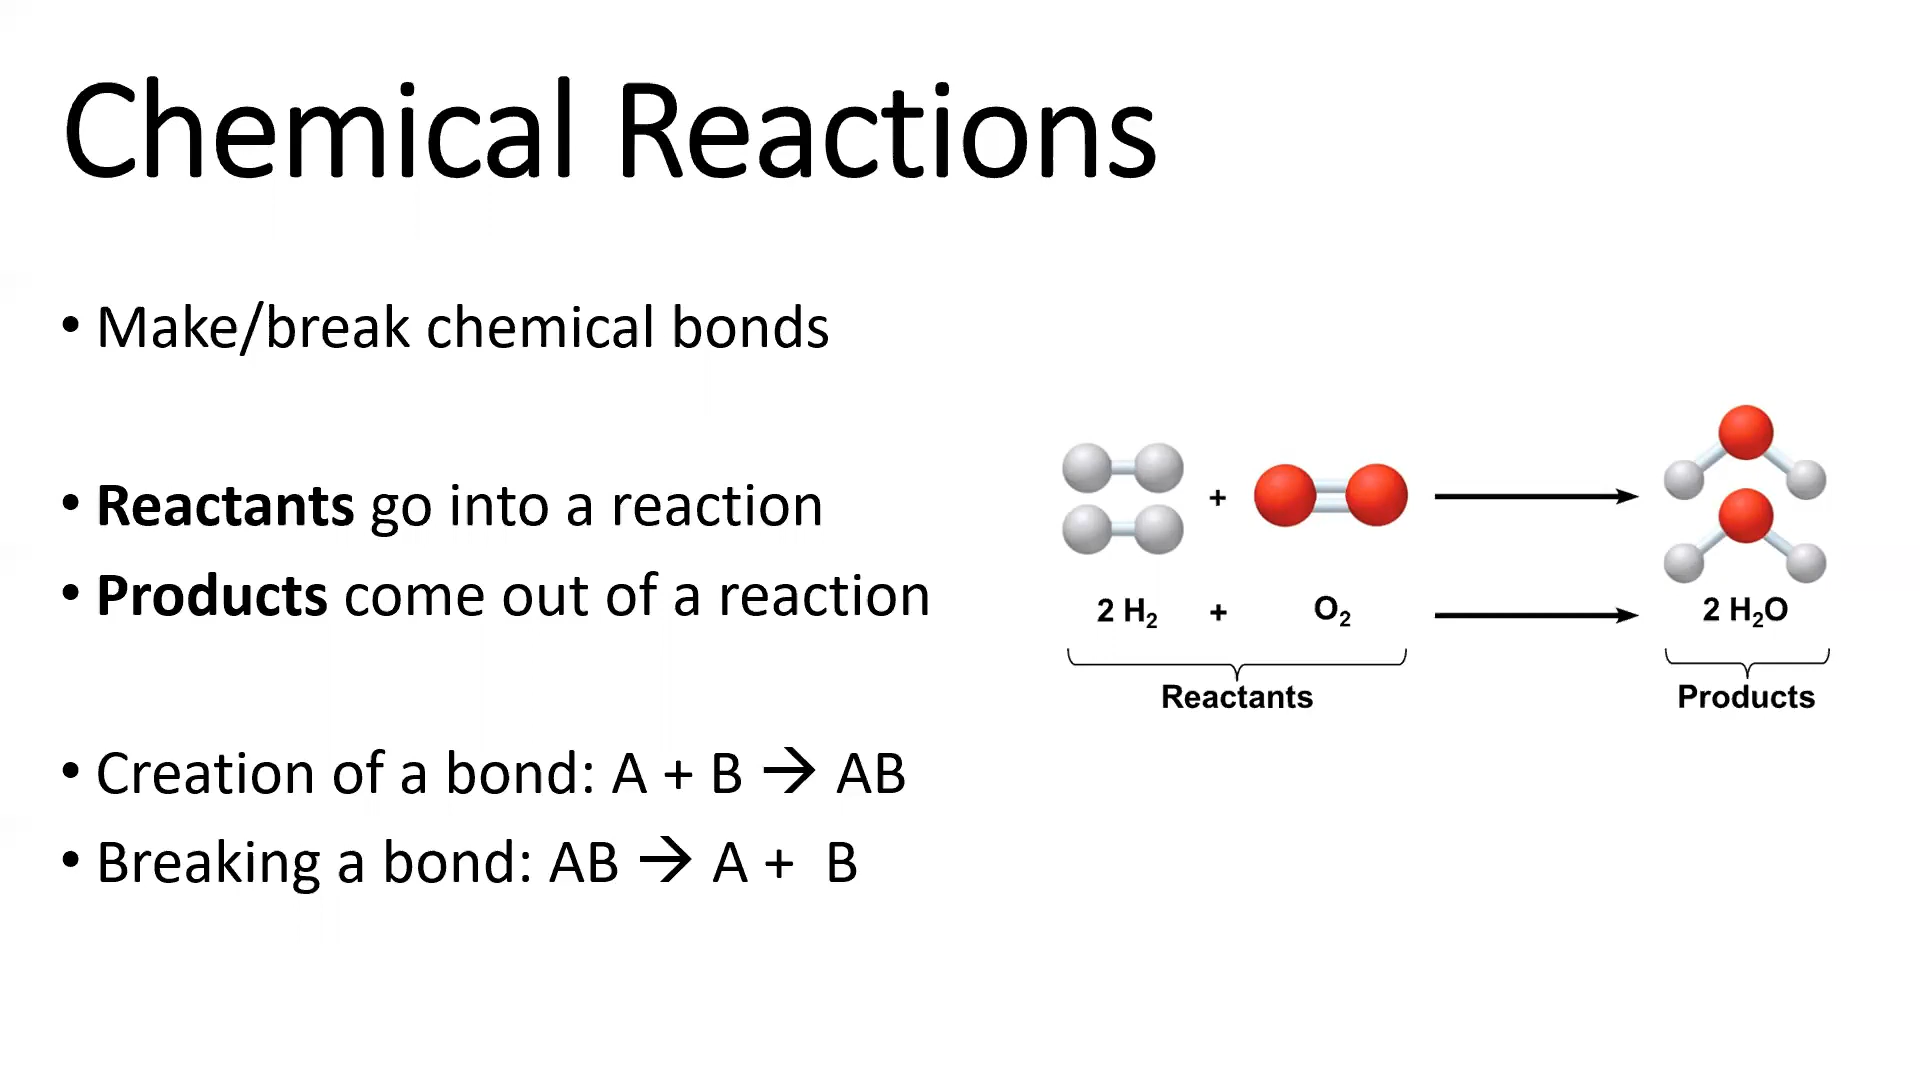 Chemical Reactions
• Make/break chemical bonds
• Reactants go into a reaction
• Products come out of a reaction
• Creation of a bond: A + B → AB
• Breaking a bond: AB → A + B
+
2 H₂ + O₂ 2 H₂O
Reactants Products